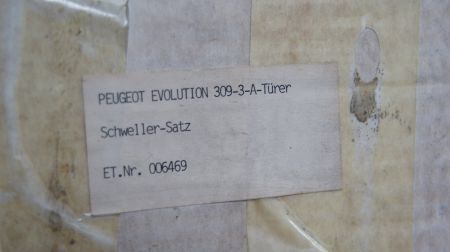 PEUGEOT EVOLUTION 309-3-A-Türer
Schweller-Satz
ET.Nr. 006469